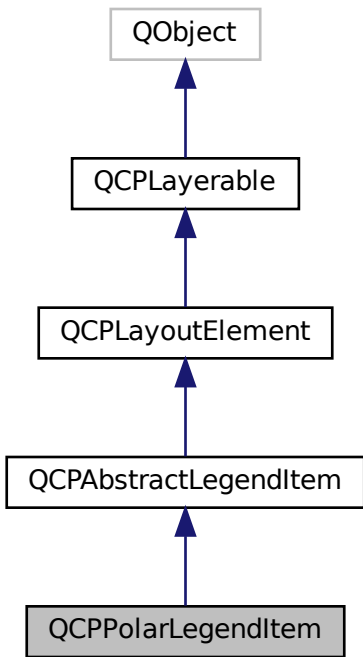 QObject
QCPLayerable
QCPLayoutElement
QCPAbstractLegendItem
QCPPolarLegendItem